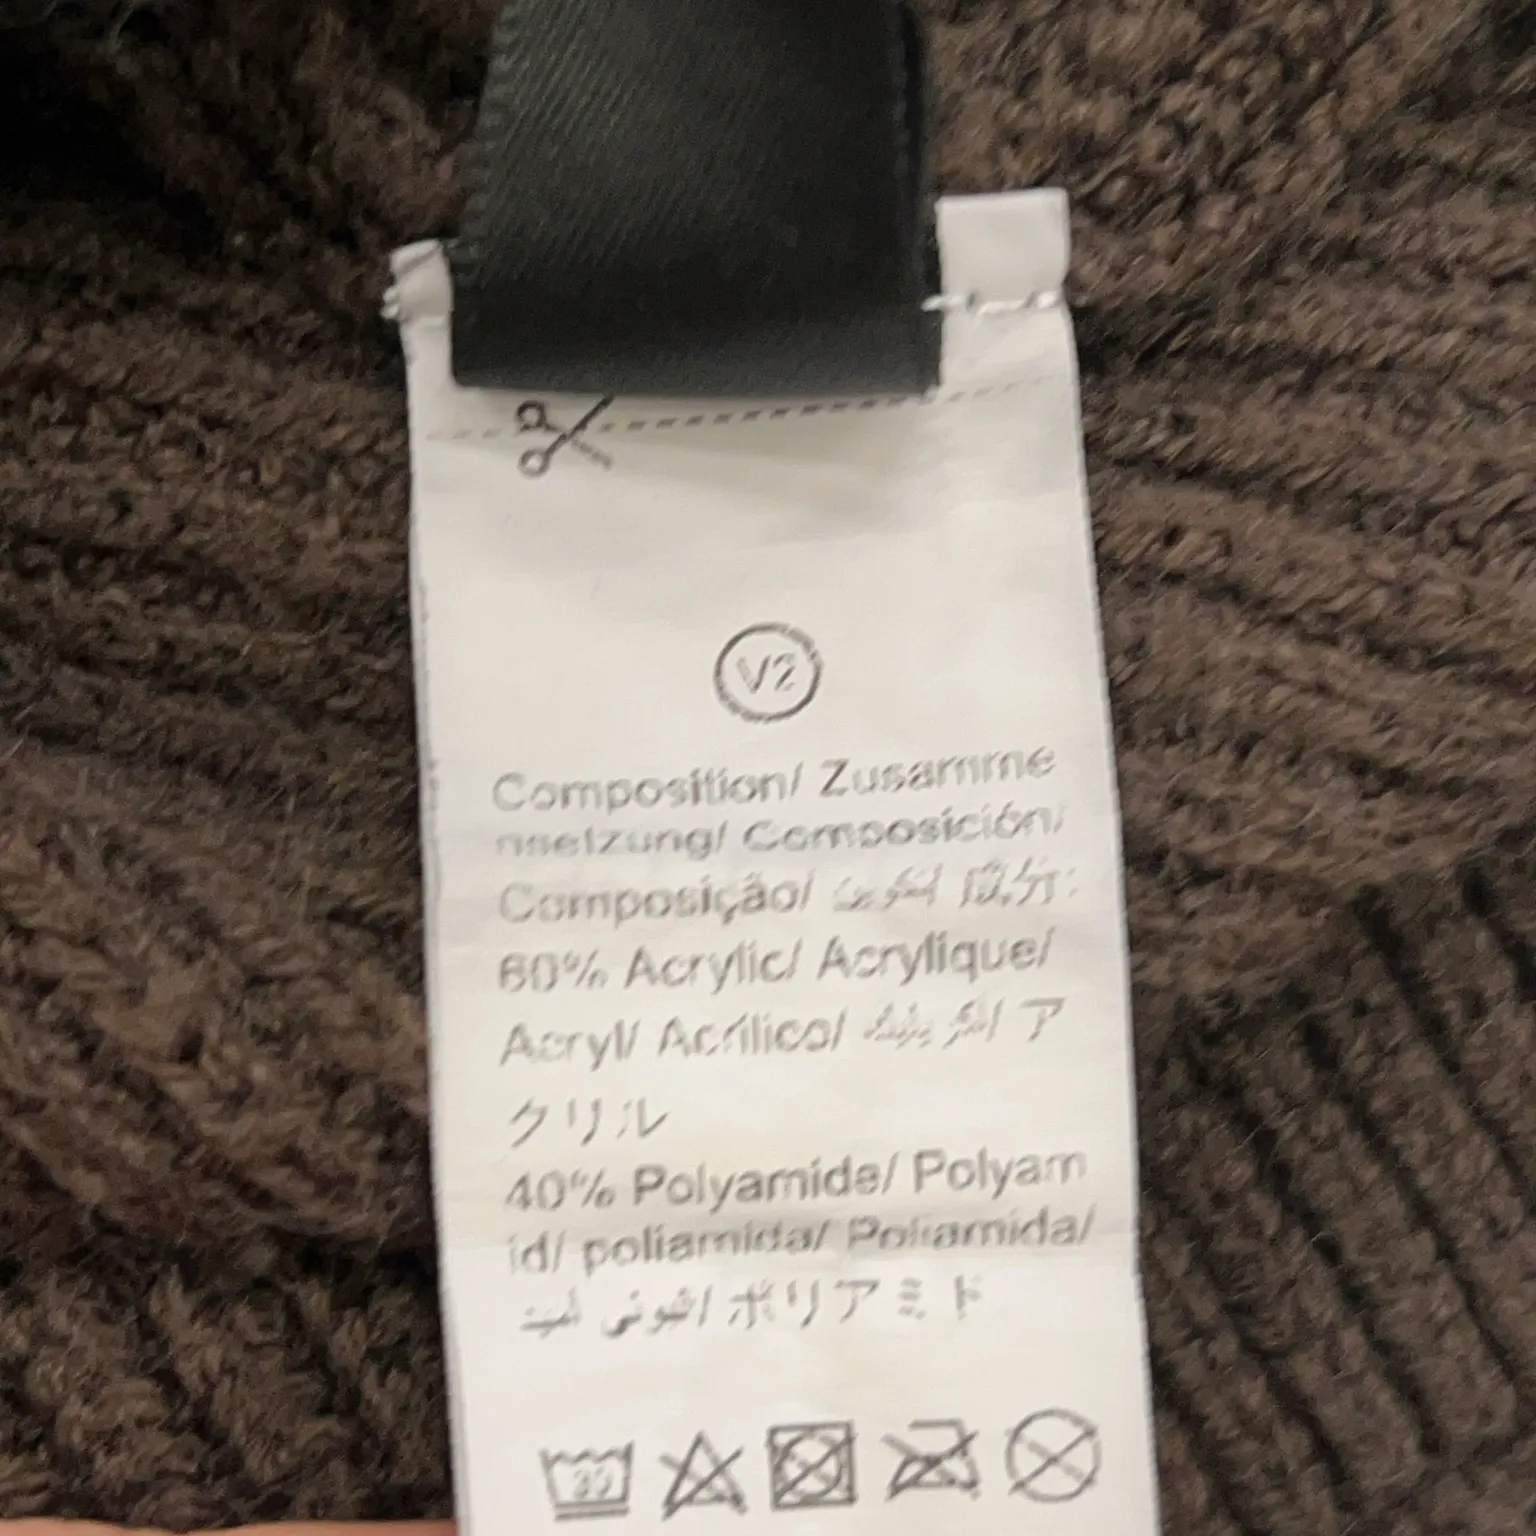 V2
Composition/ Zusamme
nsetzung/ Composición/
Composição/ 成分:
60% Acrylic/ Acrylique/
Acryl/ Acrílico/ ア
クリル
40% Polyamide/ Polyam
id/ poliamida/ Poliamida/
ポリアミド
30